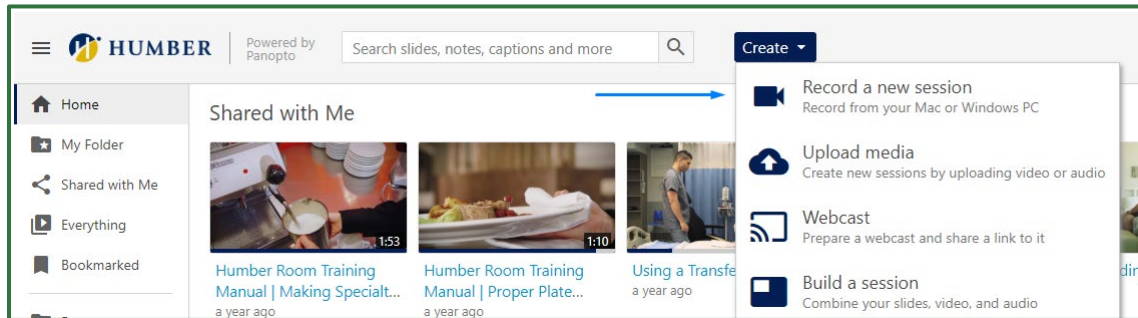 HUMBER
Powered by
Panopto
Search slides, notes, captions and more
Create
Home
My Folder
Shared with Me
Everything
Bookmarked
Shared with Me
1:53
Humber Room Training
Manual | Making Specialt...
a year ago
1:10
Humber Room Training
Manual | Proper Plate...
a year ago
Using a Transfe
a year ago
Record a new session
Record from your Mac or Windows PC
Upload media
Create new sessions by uploading video or audio
Webcast
Prepare a webcast and share a link to it
Build a session
Combine your slides, video, and audio